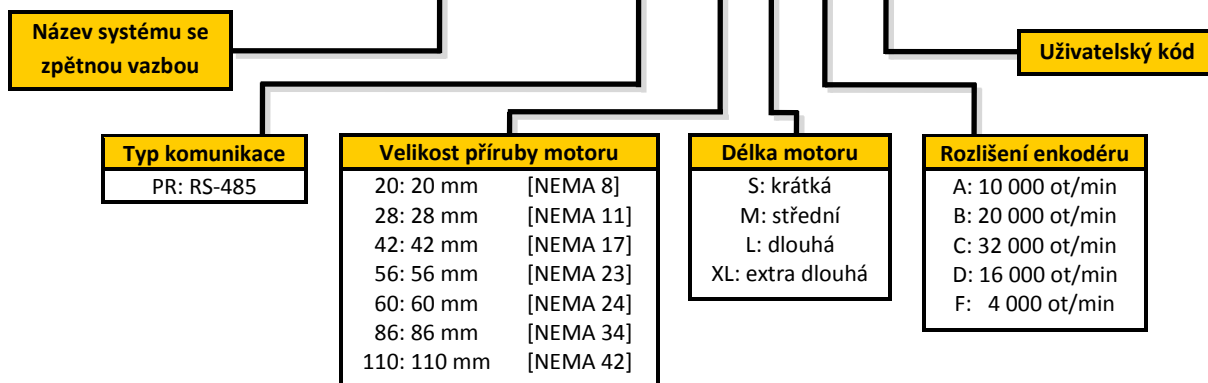 Název systému se
zpětnou vazbou
Uživatelský kód
Typ komunikace
PR: RS-485
Velikost příruby motoru
20: 20 mm [NEMA 8]
28: 28 mm [NEMA 11]
42: 42 mm [NEMA 17]
56: 56 mm [NEMA 23]
60: 60 mm [NEMA 24]
86: 86 mm [NEMA 34]
110: 110 mm [NEMA 42]
Délka motoru
S: krátká
M: střední
L: dlouhá
XL: extra dlouhá
Rozlišení enkodéru
A: 10 000 ot/min
B: 20 000 ot/min
C: 32 000 ot/min
D: 16 000 ot/min
F: 4 000 ot/min